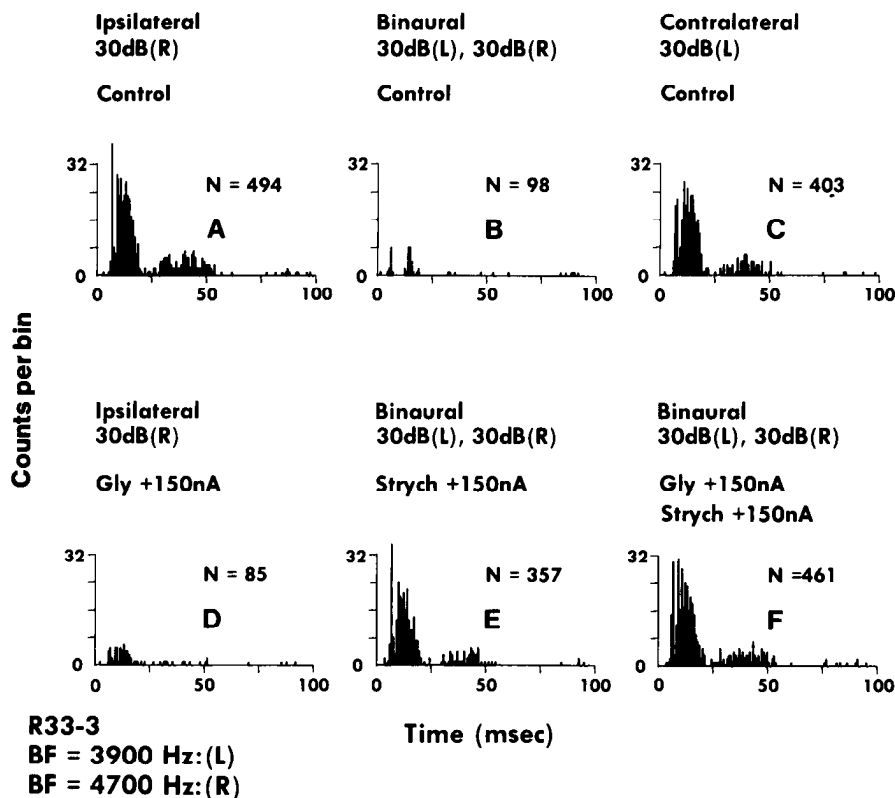 Ipsilateral
30dB(R)
Control
32
0
N = 494
A
0 50 100
Binaural
30dB(L), 30dB(R)
Control
32
0
N = 98
B
0 50 100
Contralateral
30dB(L)
Control
32
0
N = 403
C
0 50 100
Counts per bin
Ipsilateral
30dB(R)
Gly +150nA
32
0
N = 85
D
0 50 100
Binaural
30dB(L), 30dB(R)
Strych +150nA
32
0
N = 357
E
0 50 100
Binaural
30dB(L), 30dB(R)
Gly +150nA
Strych +150nA
32
0
N =461
F
0 50 100
Time (msec)
R33-3
BF = 3900 Hz:(L)
BF = 4700 Hz:(R)